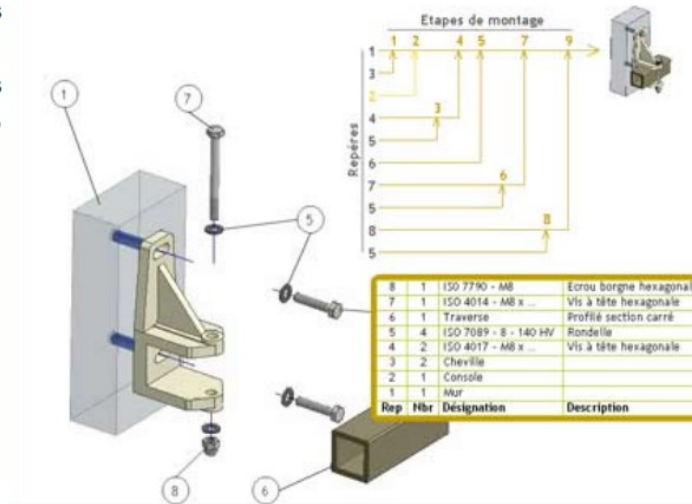 Etapes de montage
1 2 4 5 7 9
1
3
2
4
3
5
6
7
6
5
8
8
5
Repères
1
7
5
8 1 ISO 7790 - M8 Ecrou borgne hexagonal
7 1 ISO 4014 - M8 x ... Vis à tête hexagonale
6 1 Traverse Profilé section carré
5 4 ISO 7089 - 8 - 140 HV Rondelle
4 2 ISO 4017 - M8 x ... Vis à tête hexagonale
3 2 Cheville
2 1 Console
1 1 Mur
Rep Nbr Désignation Description
8
6